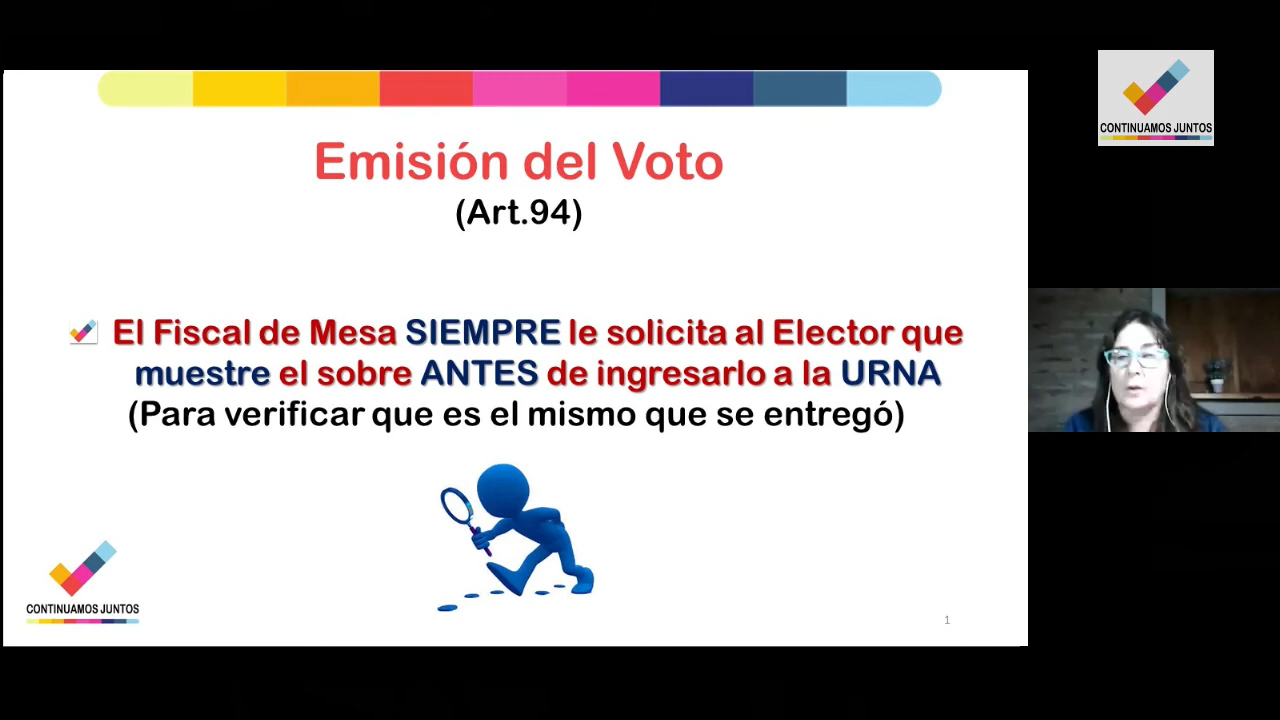 Emisión del Voto
(Art.94)
El Fiscal de Mesa SIEMPRE le solicita al Elector que
muestre el sobre ANTES de ingresarlo a la URNA
(Para verificar que es el mismo que se entregó)
CONTINUAMOS JUNTOS
1
CONTINUAMOS JUNTOS